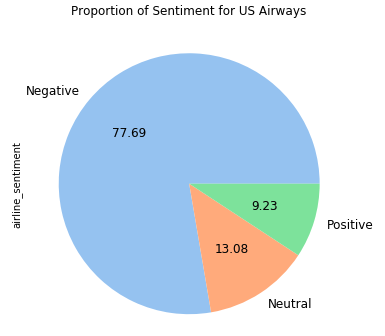 Proportion of Sentiment for US Airways
Negative
77.69
airline_sentiment
9.23
Positive
13.08
Neutral